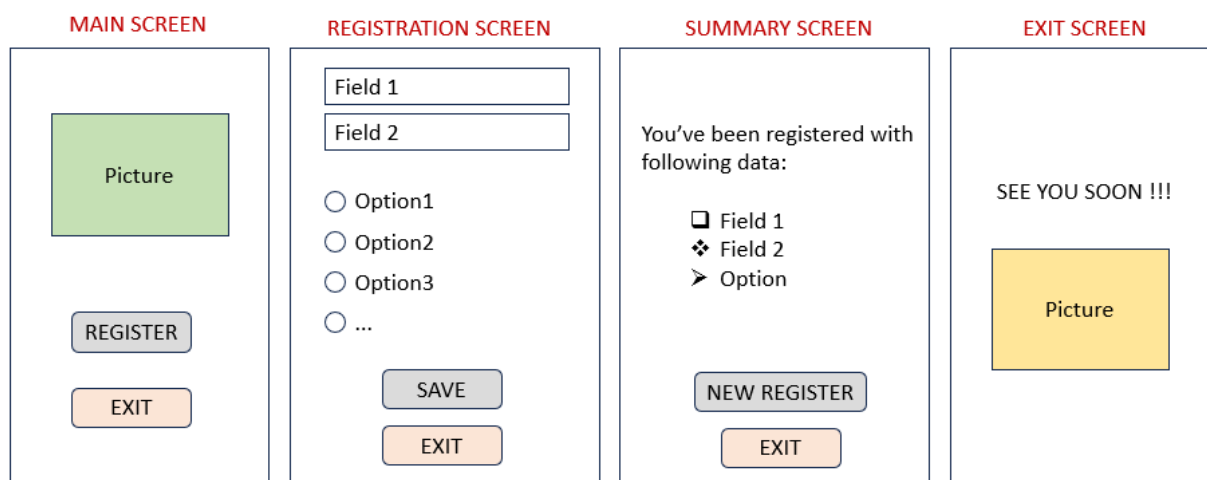 MAIN SCREEN
Picture
REGISTER
EXIT
REGISTRATION SCREEN
Field 1
Field 2
Option1
Option2
Option3
...
SAVE
EXIT
SUMMARY SCREEN
You’ve been registered with
following data:
Field 1
Field 2
Option
NEW REGISTER
EXIT
EXIT SCREEN
SEE YOU SOON !!!
Picture